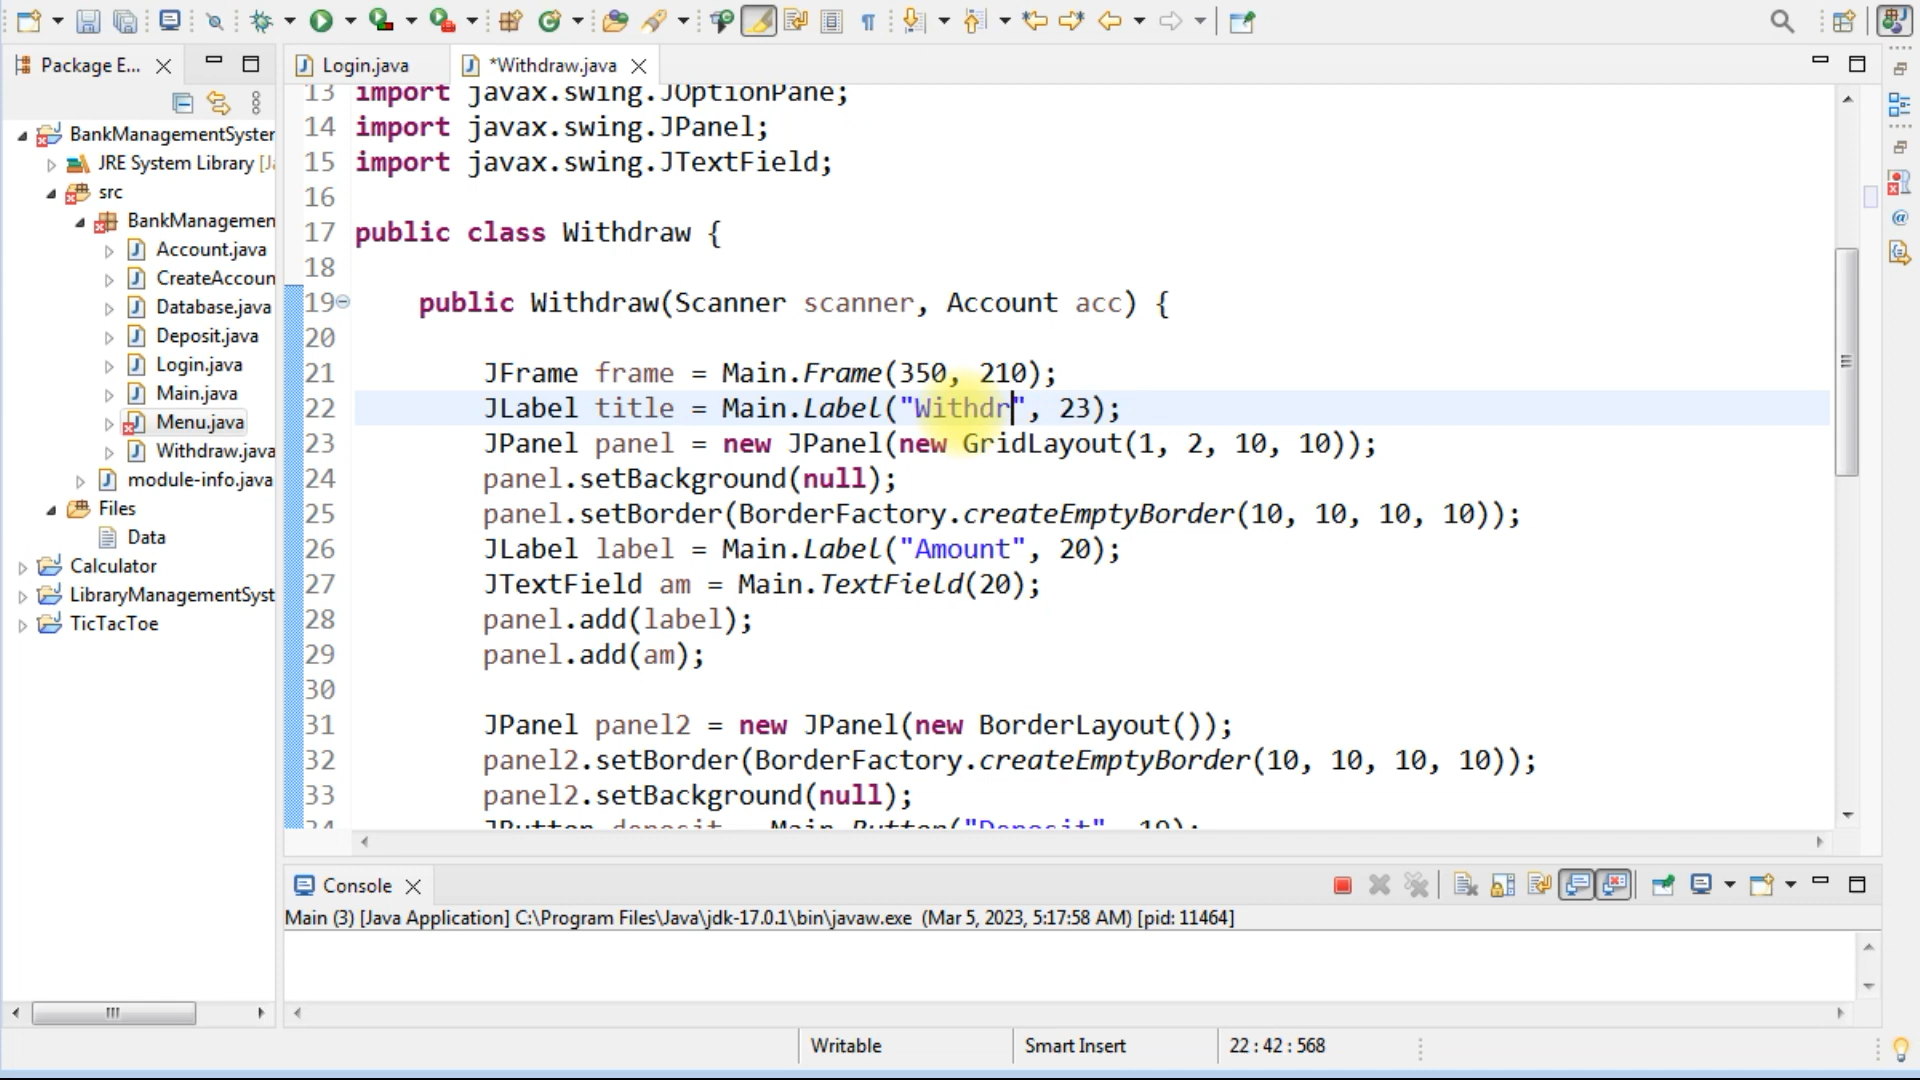 Package E...
Login.java
*Withdraw.java
BankManagementSyster
JRE System Library [Ja
src
BankManagemen
Account.java
CreateAccoun
Database.java
Deposit.java
Login.java
Main.java
Menu.java
Withdraw.java
module-info.java
Files
Data
Calculator
LibraryManagementSyst
TicTacToe
13 import javax.swing.JOptionPane;
14 import javax.swing.JPanel;
15 import javax.swing.JTextField;
16
17 public class Withdraw {
18
19 public Withdraw(Scanner scanner, Account acc) {
20
21 JFrame frame = Main.Frame(350, 210);
22 JLabel title = Main.Label("Withdr", 23);
23 JPanel panel = new JPanel(new GridLayout(1, 2, 10, 10));
24 panel.setBackground(null);
25 panel.setBorder(BorderFactory.createEmptyBorder(10, 10, 10, 10));
26 JLabel label = Main.Label("Amount", 20);
27 JTextField am = Main.TextField(20);
28 panel.add(label);
29 panel.add(am);
30
31 JPanel panel2 = new JPanel(new BorderLayout());
32 panel2.setBorder(BorderFactory.createEmptyBorder(10, 10, 10, 10));
33 panel2.setBackground(null);
34 JButton deposit = Main.Button("Deposit", 19);
Console
Main (3) [Java Application] C:\Program Files\Java\jdk-17.0.1\bin\javaw.exe (Mar 5, 2023, 5:17:58 AM) [pid: 11464]
Writable
Smart Insert
22 : 42 : 568